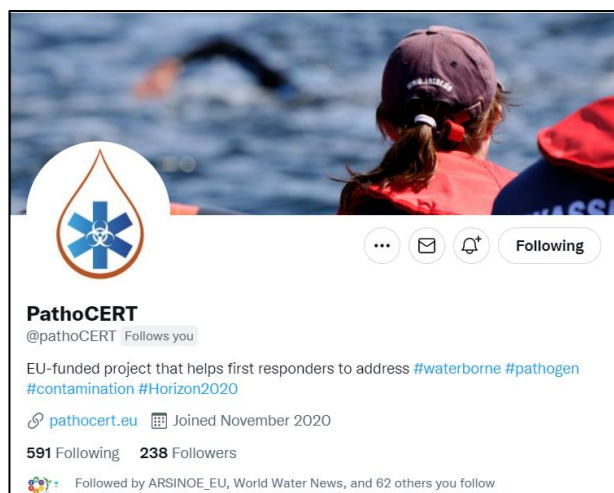 WASSE
Following
PathoCERT
@pathoCERT Follows you
EU-funded project that helps first responders to address #waterborne #pathogen
#contamination #Horizon2020
pathocert.eu Joined November 2020
591 Following 238 Followers
Followed by ARSINOE_EU, World Water News, and 62 others you follow